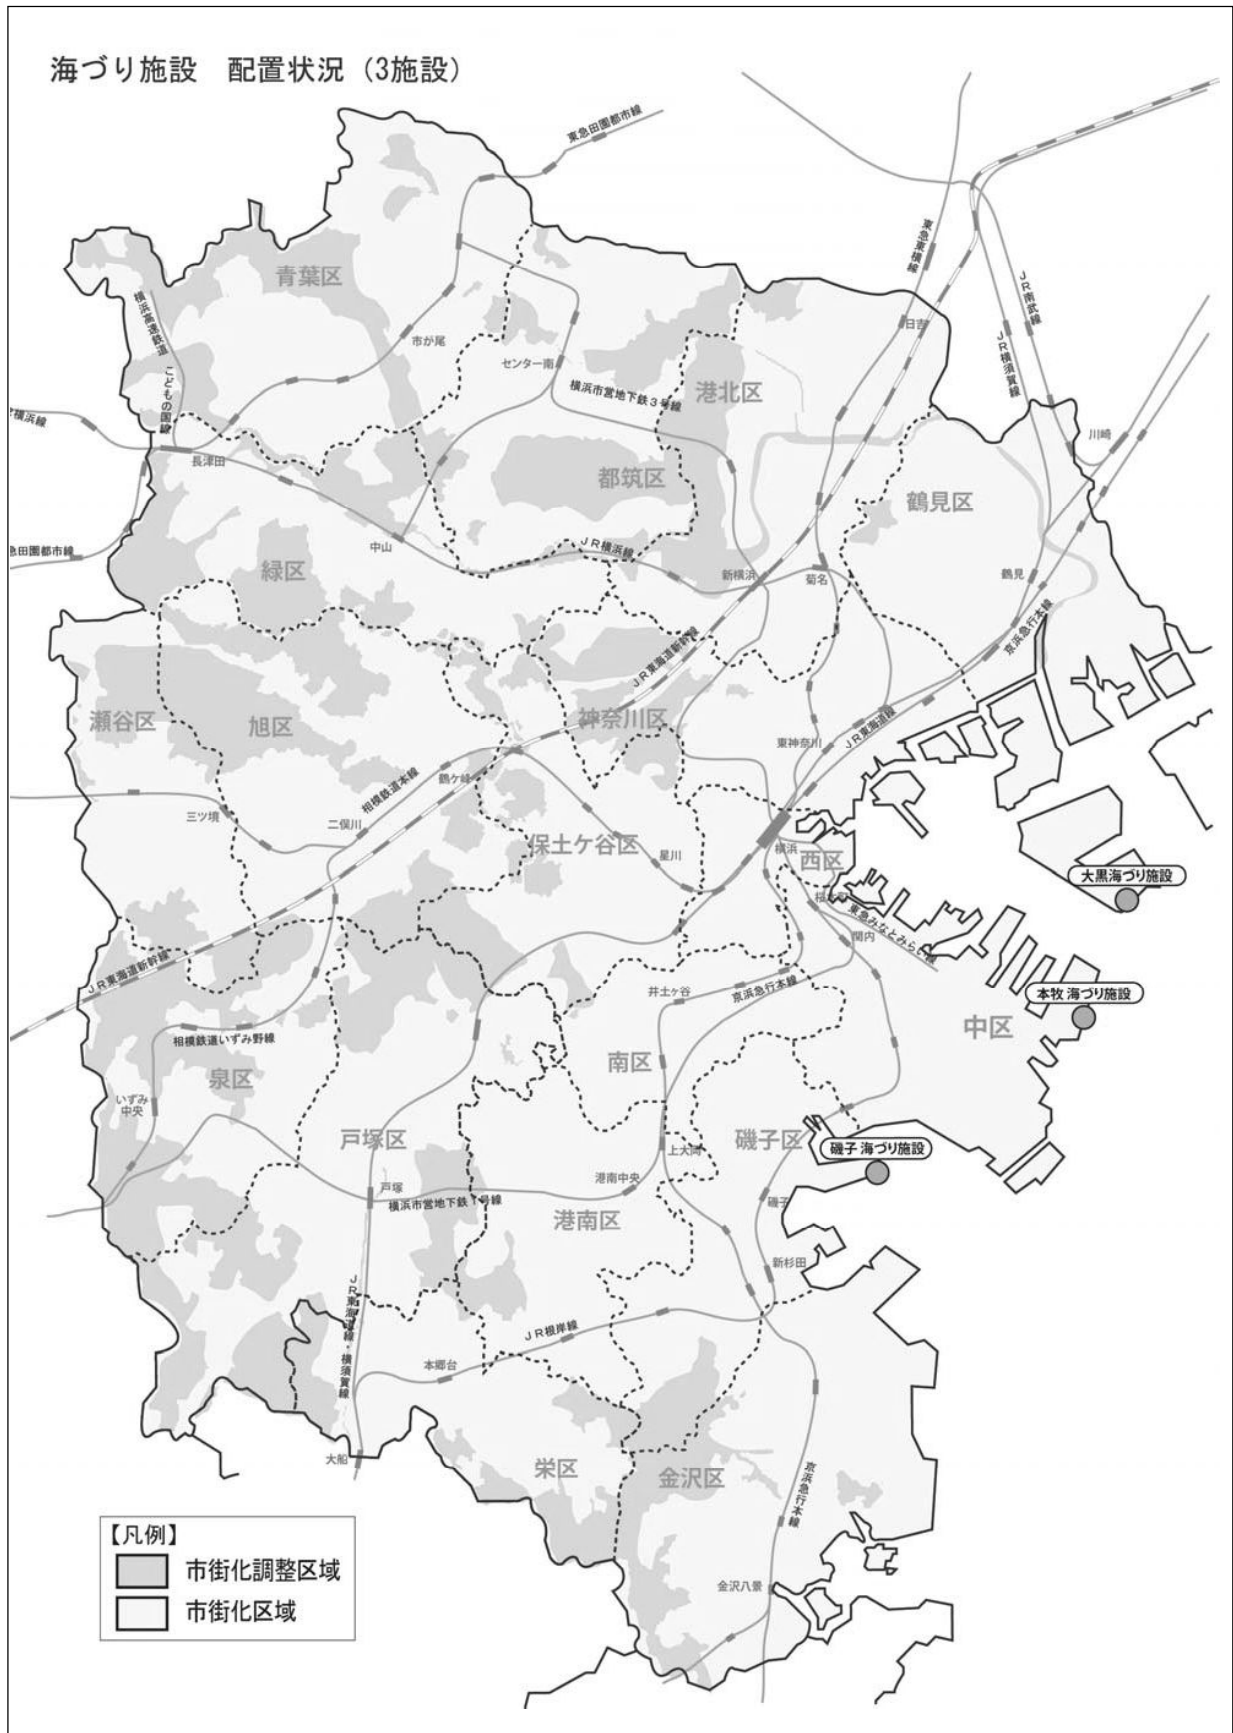 海づり施設 配置状況（3施設）
東急田園都市線
東急東横線
JR南武線
JR横須賀線
青葉区
横浜高速鉄道 こどもの国線
市が尾
センター南
日吉
横浜市営地下鉄3号線
港北区
横浜線
川崎
長津田
都筑区
鶴見区
急田園都市線
中山
JR横浜線
新横浜
菊名
鶴見
緑区
京浜急行本線
JR東海道新幹線
瀬谷区
旭区
神奈川区
東神奈川
JR東海道線
鶴ケ峰
相模鉄道本線
三ツ境
二俣川
保土ケ谷区
星川
横浜
西区
大黒海づり施設
東急みなとみらい線
関内
JR東海道新幹線
井土ヶ谷
京浜急行本線
本牧 海づり施設
中区
相模鉄道いずみ野線
泉区
南区
いずみ
中央
戸塚区
磯子区
磯子 海づり施設
上大岡
港南中央
戸塚
横浜市営地下鉄1号線
磯子
港南区
新杉田
JR東海道線・横須賀線
JR根岸線
本郷台
大船
栄区
金沢区
京浜急行本線
【凡例】
市街化調整区域
市街化区域
金沢八景